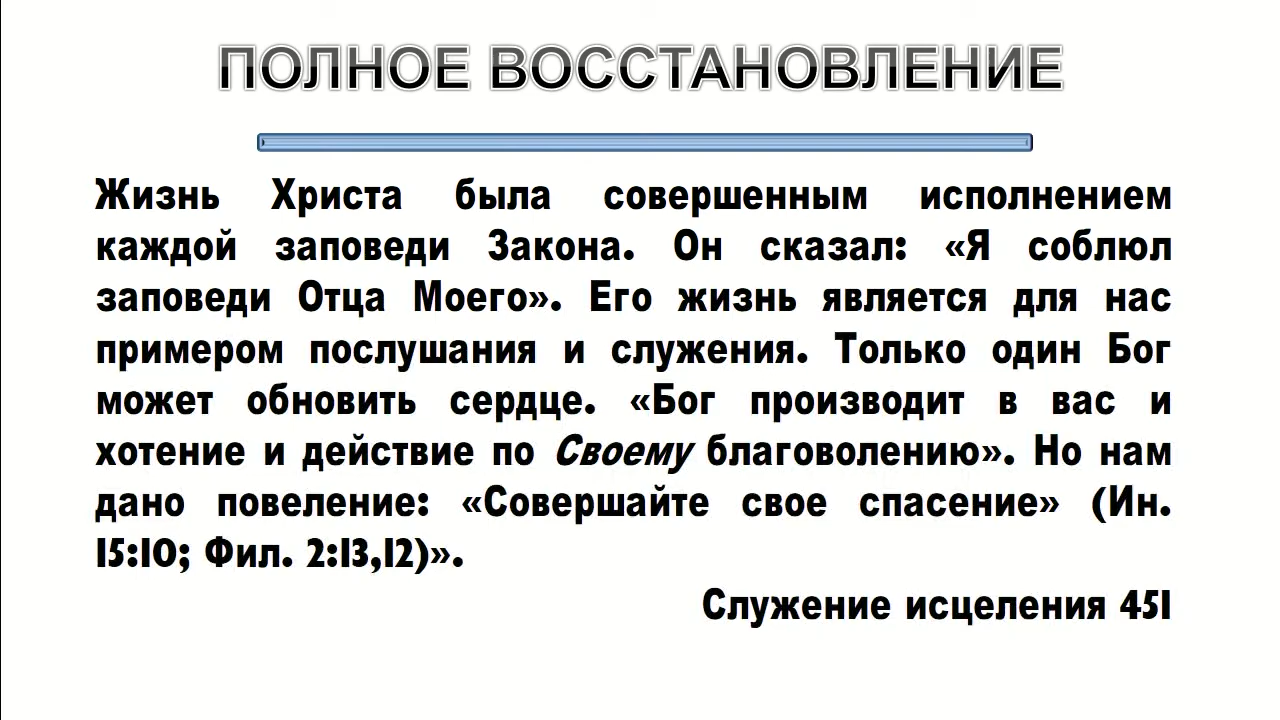 ПОЛНОЕ ВОССТАНОВЛЕНИЕ
Жизнь Христа была совершенным исполнением
каждой заповеди Закона. Он сказал: «Я соблюл
заповеди Отца Моего». Его жизнь является для нас
примером послушания и служения. Только один Бог
может обновить сердце. «Бог производит в вас и
хотение и действие по Своему благоволению». Но нам
дано повеление: «Совершайте свое спасение» (Ин.
15:10; Фил. 2:13,12)».
Служение исцеления 451